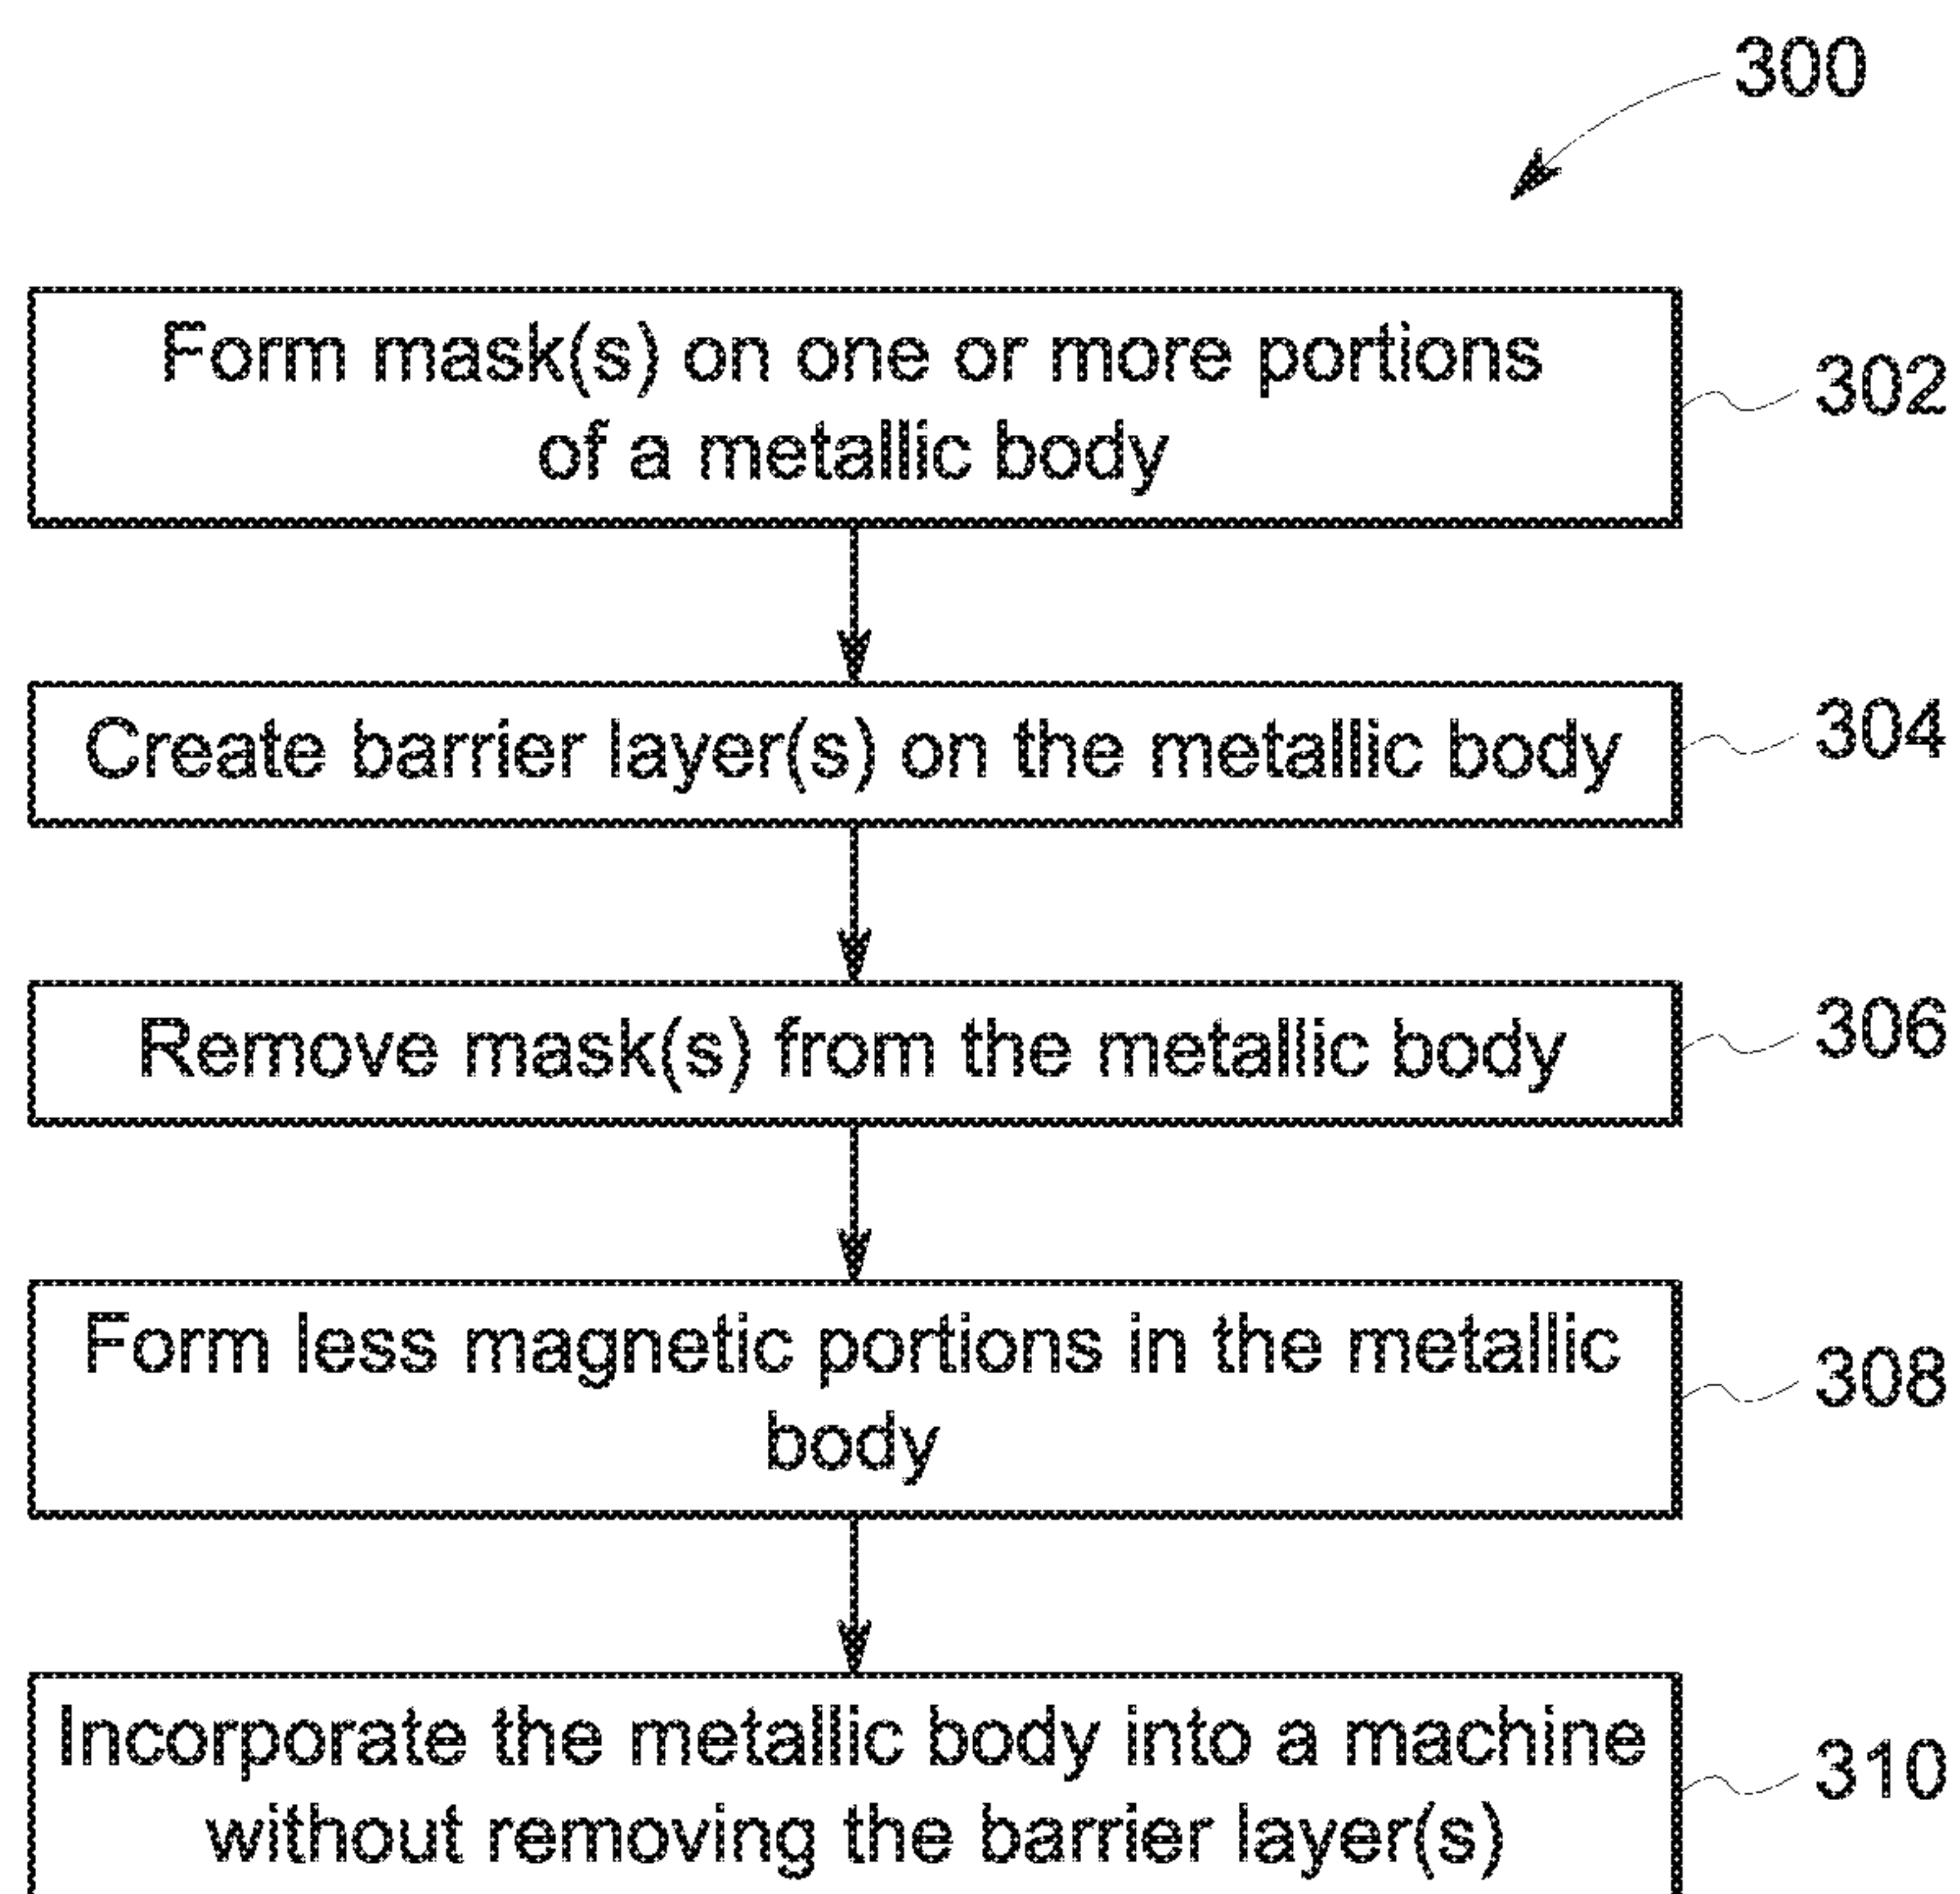 300
Form mask(s) on one or more portions
of a metallic body
302
Create barrier layer(s) on the metallic body
304
Remove mask(s) from the metallic body
306
Form less magnetic portions in the metallic
body
308
Incorporate the metallic body into a machine
without removing the barrier layer(s)
310